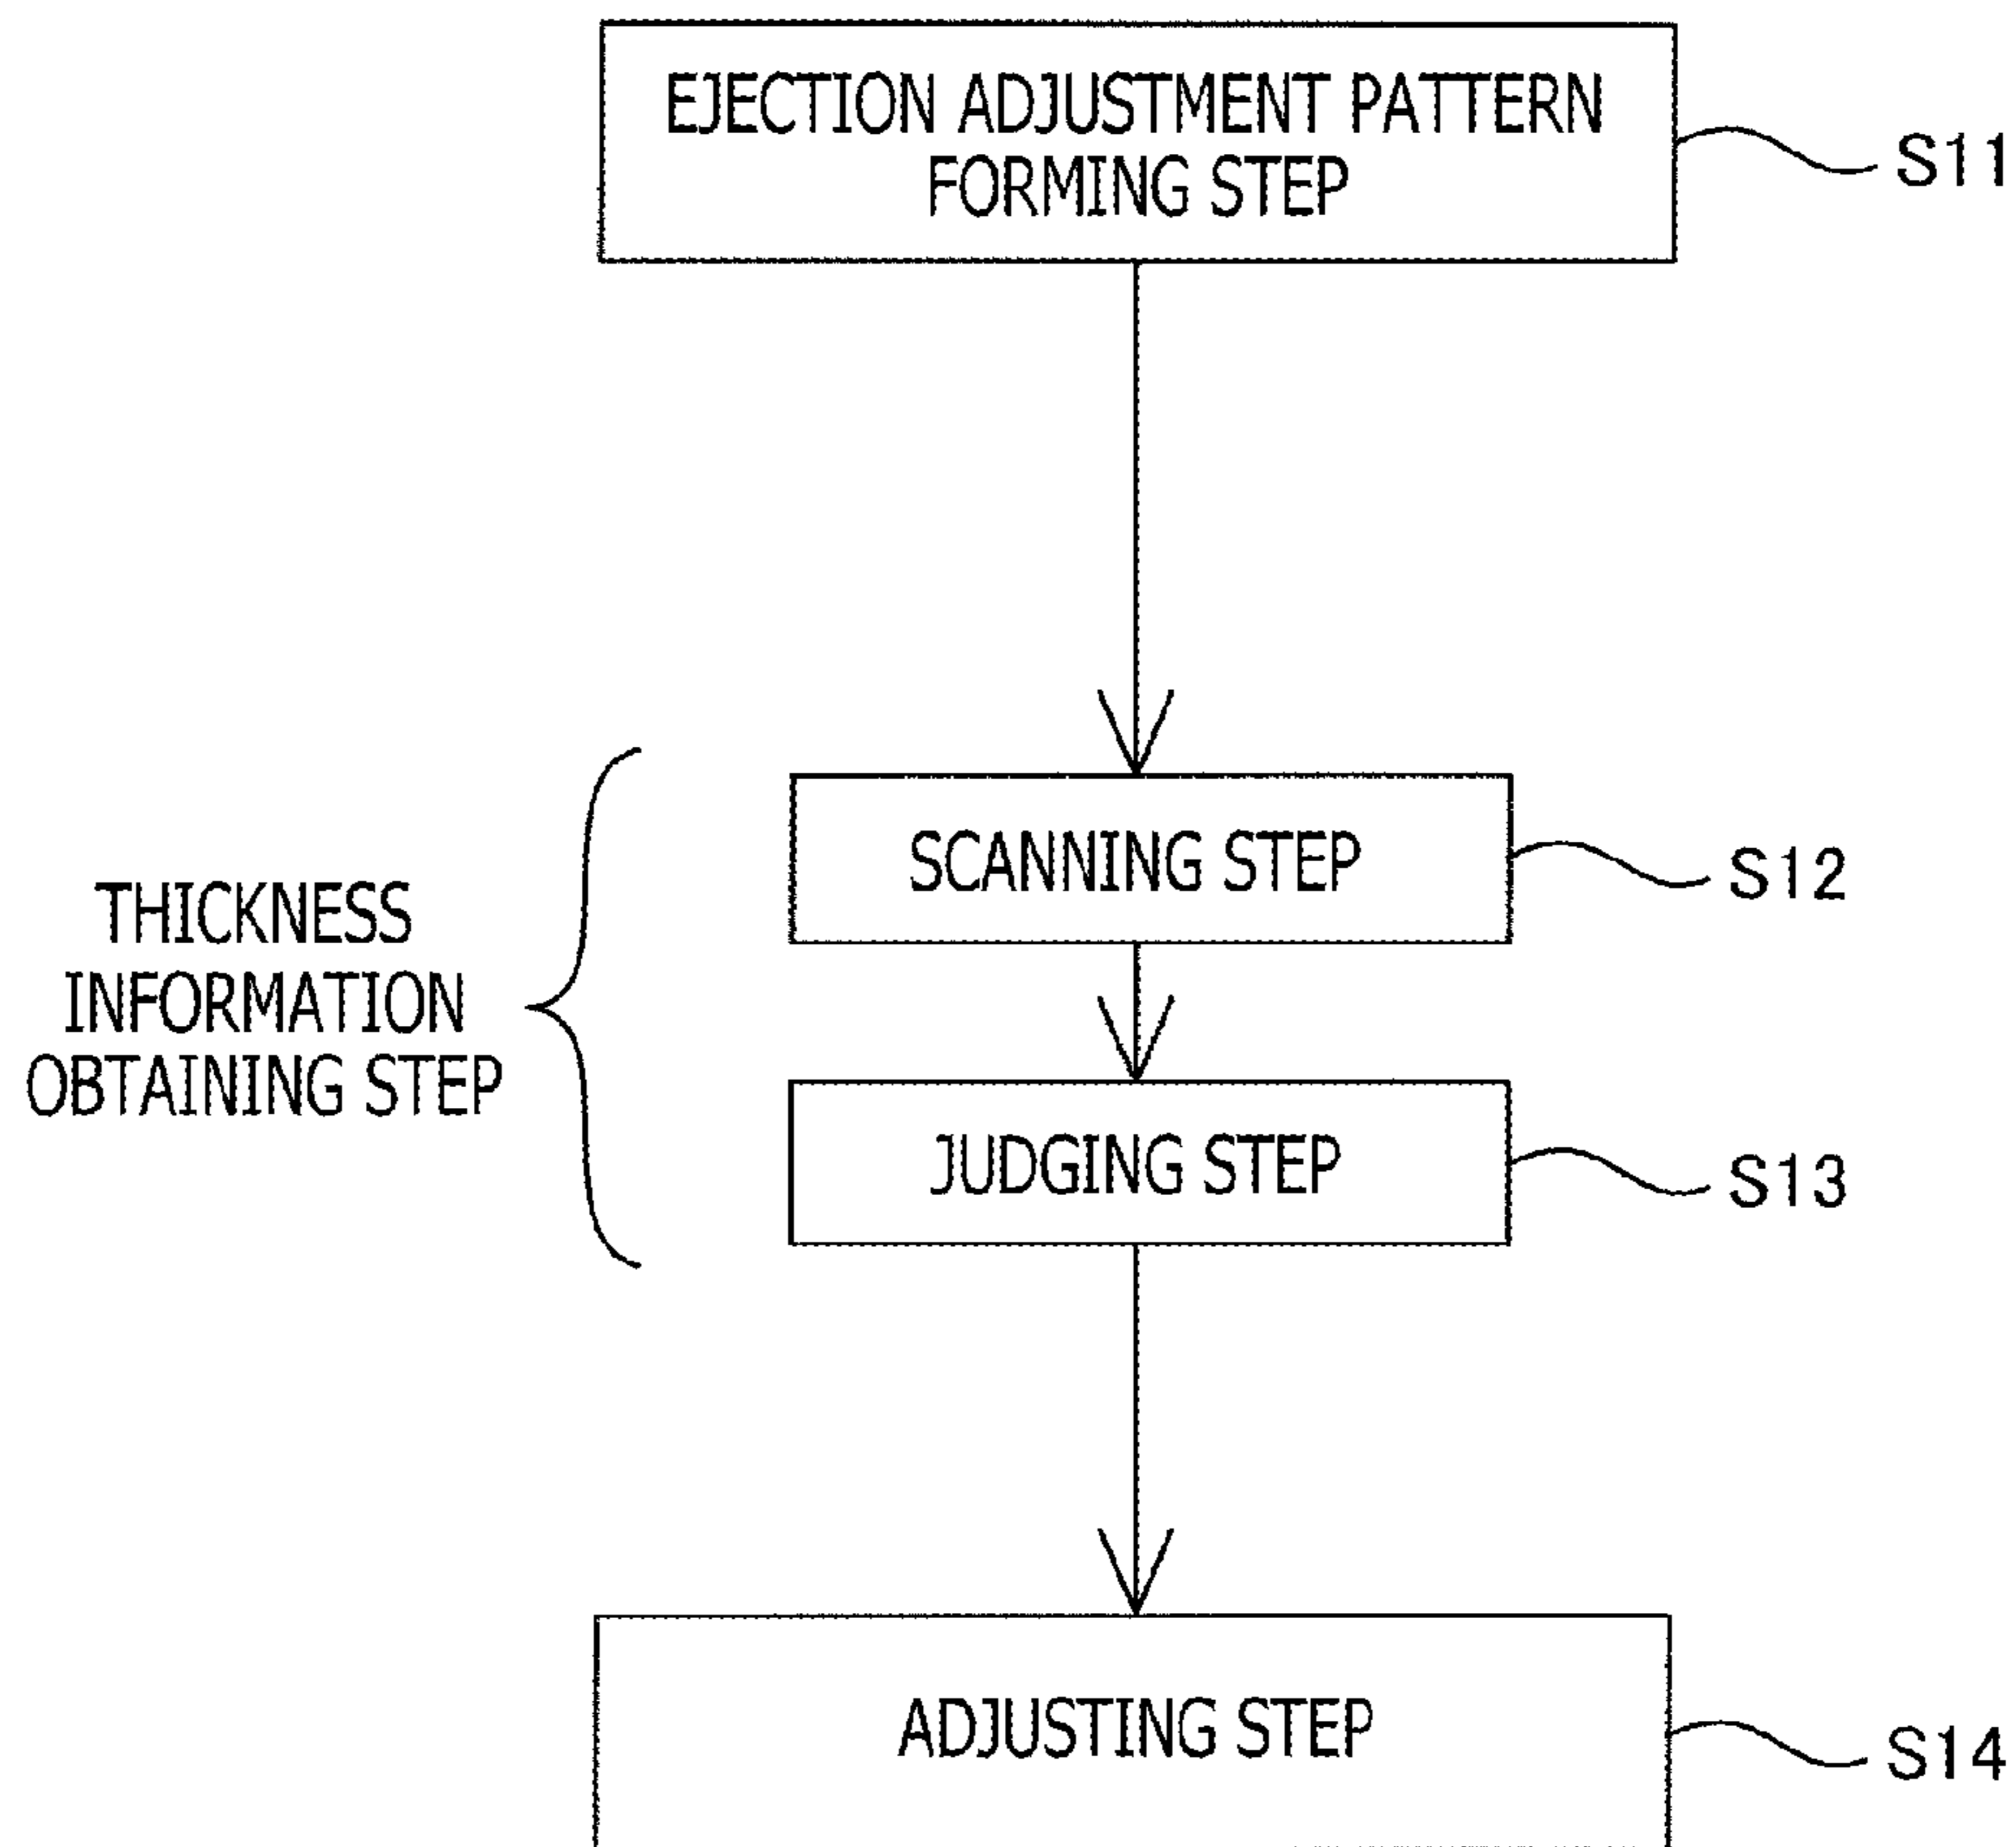 EJECTION ADJUSTMENT PATTERN
FORMING STEP
S11
SCANNING STEP
S12
THICKNESS
INFORMATION
OBTAINING STEP
JUDGING STEP
S13
ADJUSTING STEP
S14